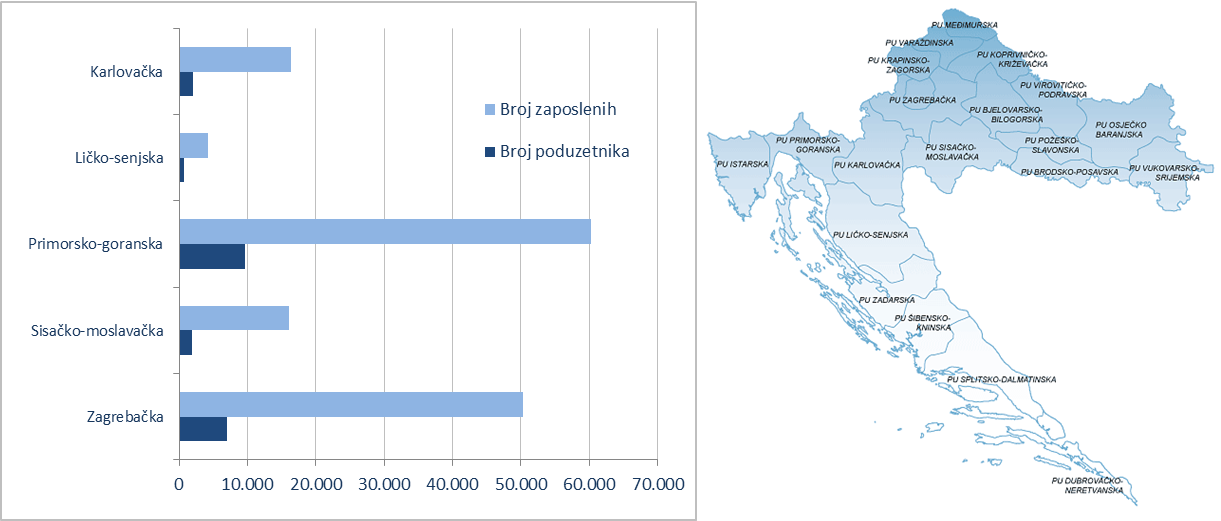 Karlovačka
Ličko-senjska
Primorsko-goranska
Sisačko-moslavačka
Zagrebačka
Broj zaposlenih
Broj poduzetnika
0 10.000 20.000 30.000 40.000 50.000 60.000 70.000
PU MEĐIMURSKA
PU VARAŽDINSKA
PU KOPRIVNIČKO-
KRIŽEVAČKA
PU KRAPINSKO-
ZAGORSKA
PU VIROVITIČKO-
PODRAVSKA
PU ZAGREBAČKA
PU BJELOVARSKO-
BILOGORSKA
PU OSJEČKO
BARANJSKA
PU PRIMORSKO-
GORANSKA
PU SISAČKO-
MOSLAVAČKA
PU POŽEŠKO-
SLAVONSKA
PU ISTARSKA
PU KARLOVAČKA
PU BRODSKO-POSAVSKA
PU VUKOVARSKO-
SRIJEMSKA
PU LIČKO-SENJSKA
PU ZADARSKA
PU ŠIBENSKO-
KNINSKA
PU SPLITSKO-DALMATINSKA
PU DUBROVAČKO-
NERETVANSKA